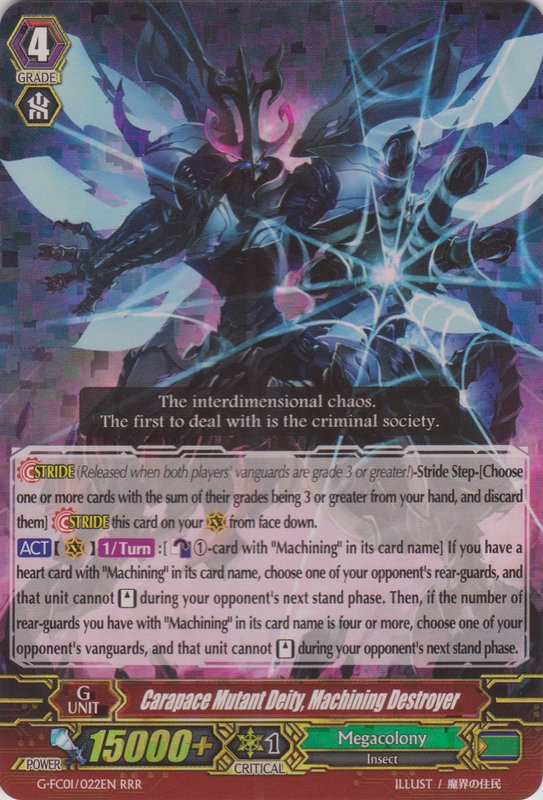 4
GRADE
The interdimensional chaos.
The first to deal with is the criminal society.
STRIDE (Released when both players' vanguards are grade 3 or greater!)-Stride Step-[Choose
one or more cards with the sum of their grades being 3 or greater from your hand, and discard
them] STRIDE this card on your V from face down.
ACT【V】1/Turn :[ ①-card with "Machining" in its card name] If you have a
heart card with "Machining" in its card name, choose one of your opponent's rear-guards, and
that unit cannot during your opponent's next stand phase. Then, if the number of
rear-guards you have with "Machining" in its card name is four or more, choose one of your
opponent's vanguards, and that unit cannot during your opponent's next stand phase.
G
UNIT
Carapace Mutant Deity, Machining Destroyer
POWER
15000+
1
CRITICAL
Megacolony
Insect
G-FC01/022EN RRR
ILLUST / 魔界の住民